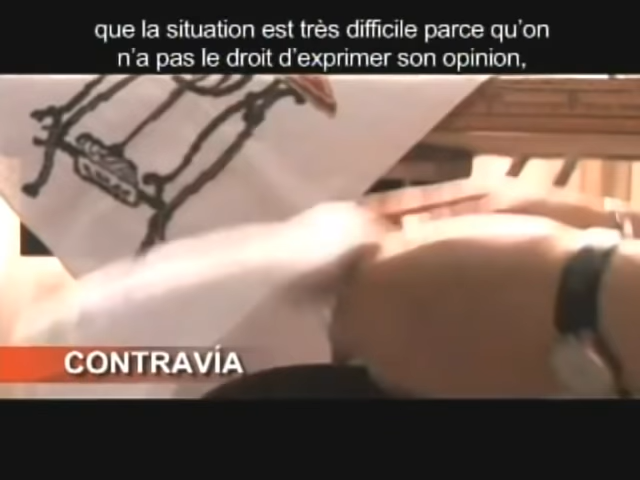 que la situation est très difficile parce qu'on
n'a pas le droit d'exprimer son opinion,
CONTRAVÍA